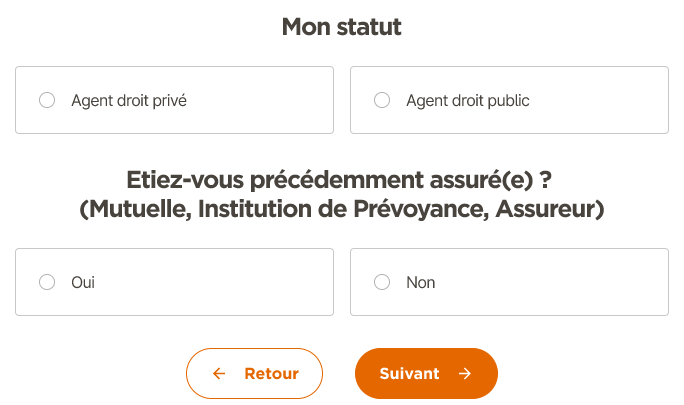 Mon statut
Agent droit privé
Agent droit public
Etiez-vous précédemment assuré(e) ?
(Mutuelle, Institution de Prévoyance, Assureur)
Oui
Non
Retour
Suivant